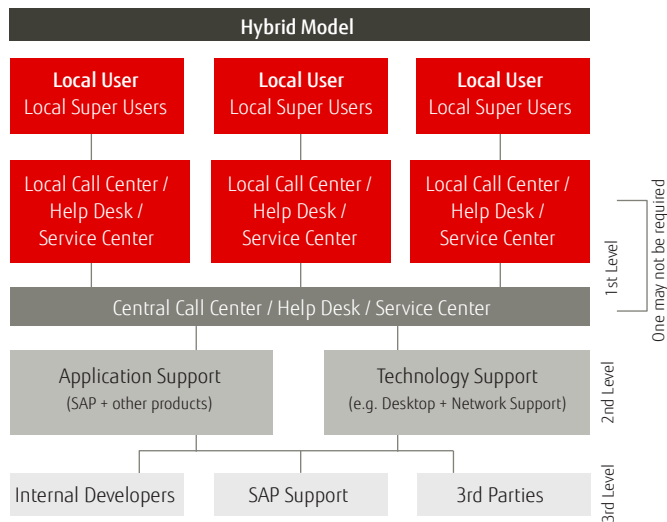 Hybrid Model
Local User
Local Super Users
Local User
Local Super Users
Local User
Local Super Users
Local Call Center /
Help Desk /
Service Center
Local Call Center /
Help Desk /
Service Center
Local Call Center /
Help Desk /
Service Center
1st Level
One may not be required
Central Call Center / Help Desk / Service Center
Application Support
(SAP + other products)
Technology Support
(e.g. Desktop + Network Support)
2nd Level
Internal Developers
SAP Support
3rd Parties
3rd Level